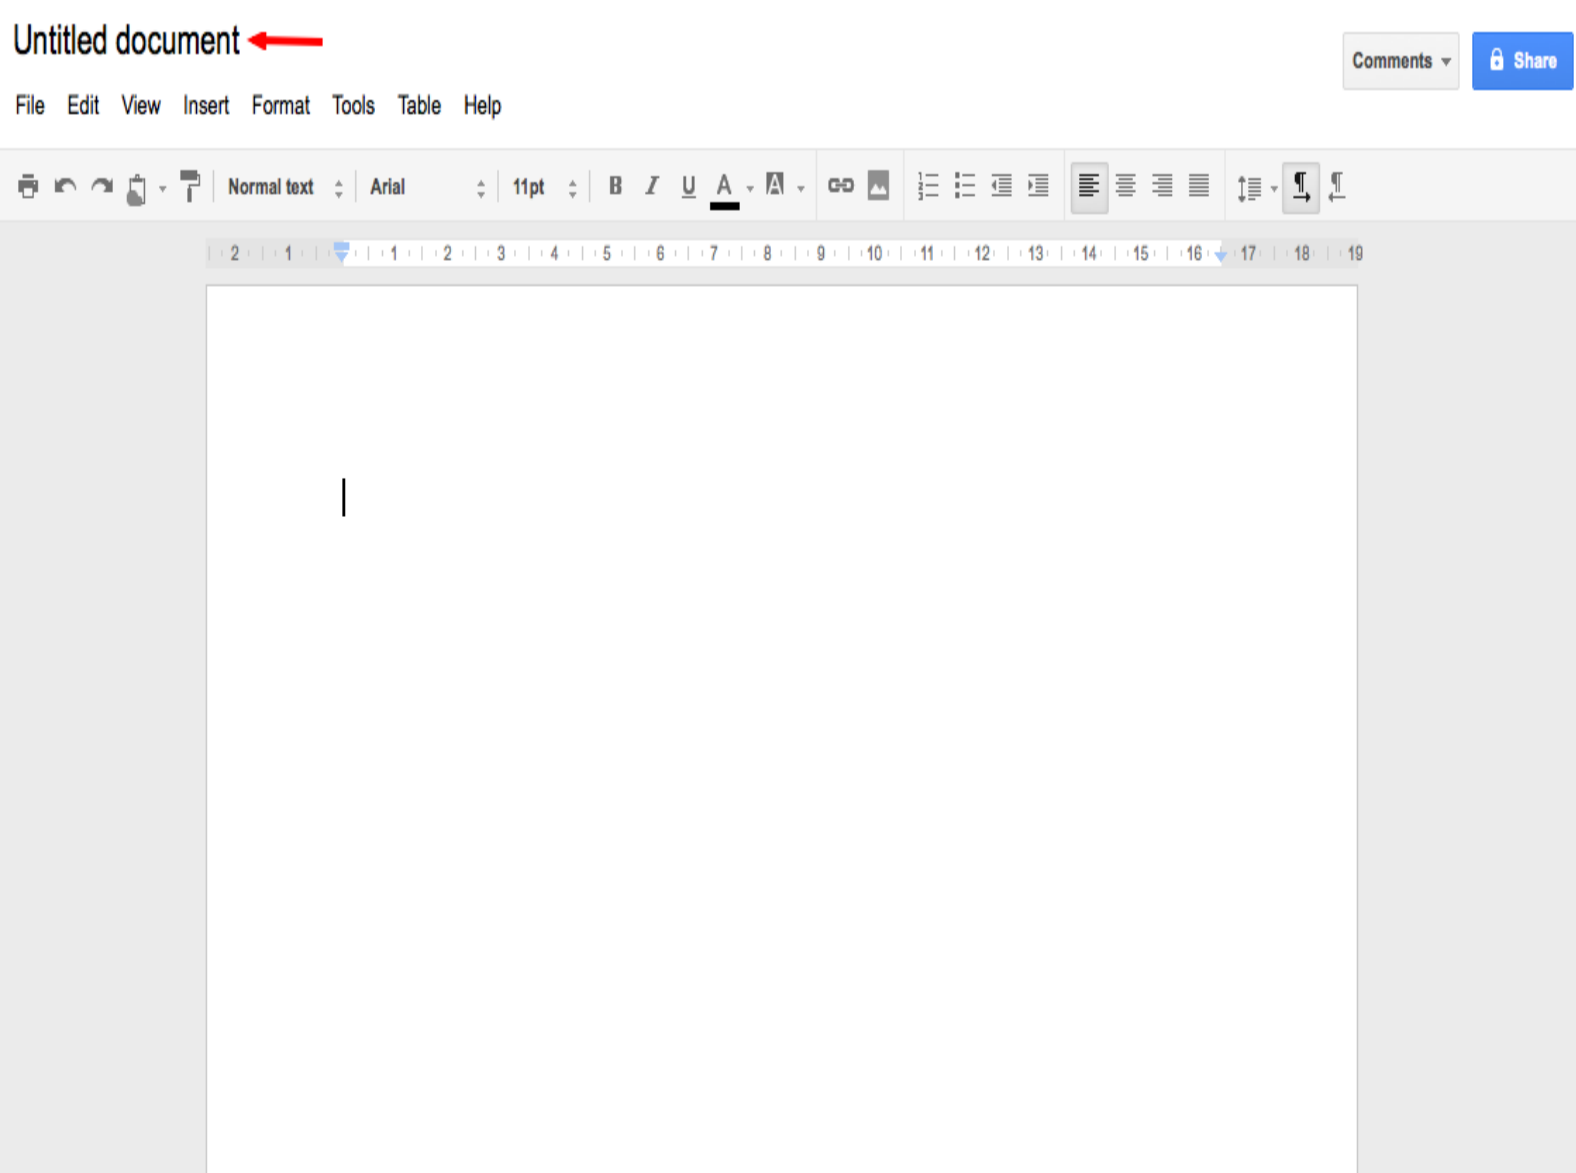 Untitled document
Comments Share
File Edit View Insert Format Tools Table Help
Normal text Arial 11pt B I U A A
2 1 1 2 3 4 5 6 7 8 9 10 11 12 13 14 15 16 17 18 19